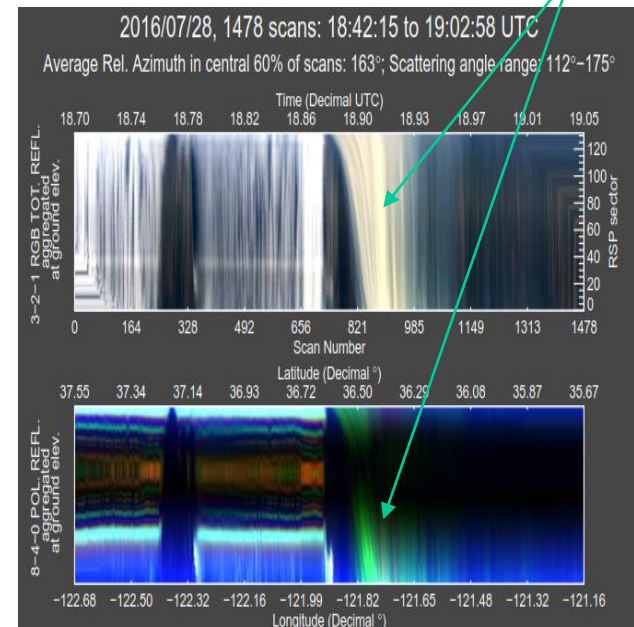 2016/07/28, 1478 scans: 18:42:15 to 19:02:58 UTC
Average Rel. Azimuth in central 60% of scans: 163°; Scattering angle range: 112°−175°
Time (Decimal UTC)
18.70 18.74 18.78 18.82 18.86 18.90 18.93 18.97 19.01 19.05
3−2−1 RGB TOT. REFL.
aggregated
at ground elev.
120
100
80
60
40
20
0
RSP sector
0 164 328 492 656 821 985 1149 1313 1478
Scan Number
Latitude (Decimal °)
37.55 37.34 37.14 36.93 36.72 36.50 36.29 36.08 35.87 35.67
8−4−0 POL. REFL.
aggregated
at ground elev.
−122.68 −122.50 −122.32 −122.16 −121.99 −121.82 −121.65 −121.48 −121.32 −121.16
Longitude (Decimal °)